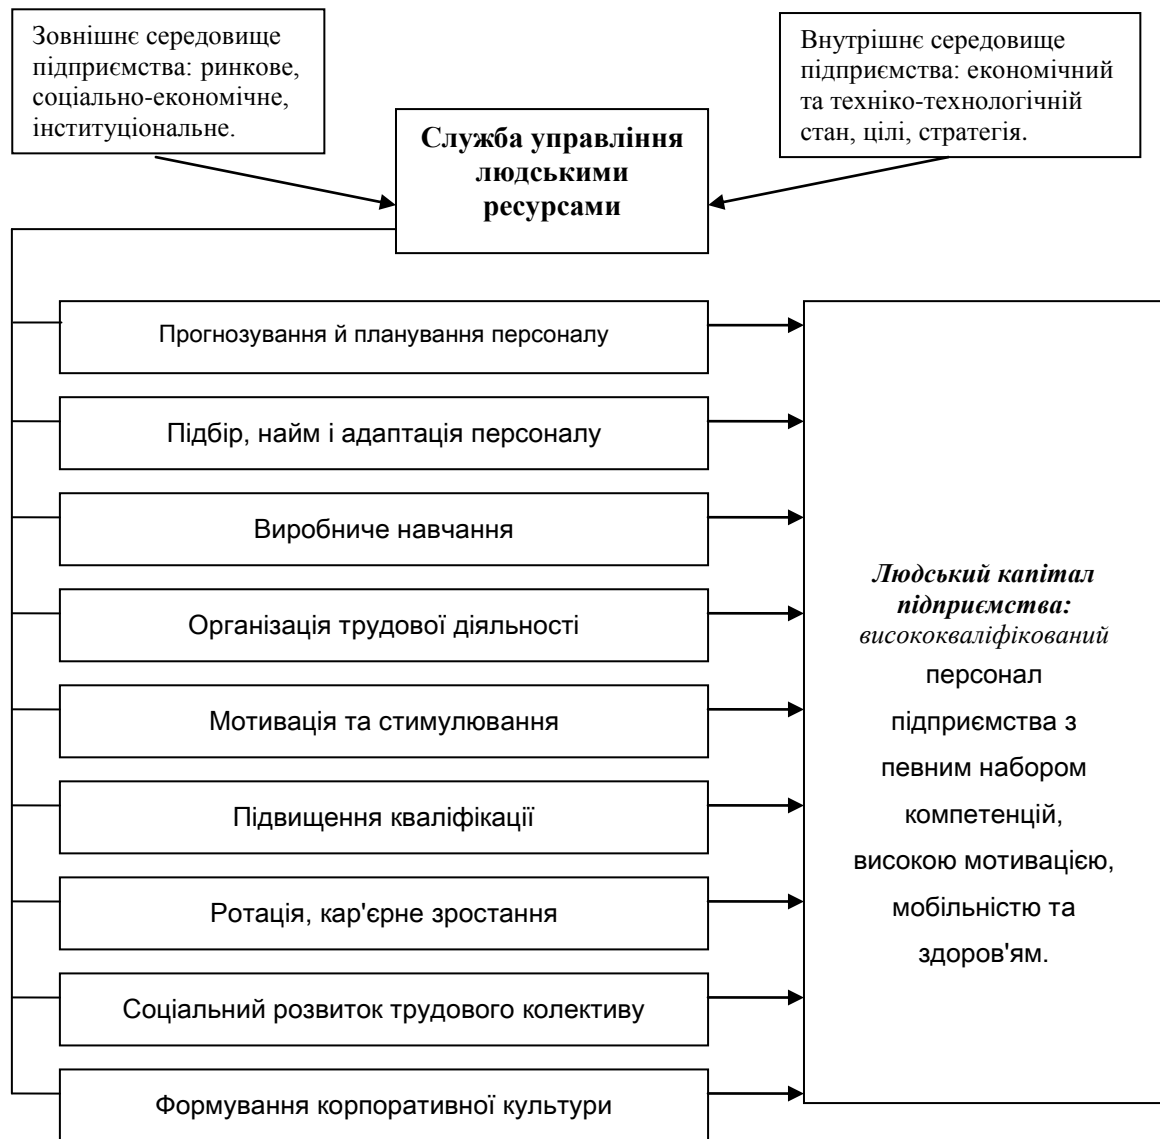 Зовнішнє середовище
підприємства: ринкове,
соціально-економічне,
інституціональне.
Внутрішнє середовище
підприємства: економічний
та техніко-технологічній
стан, цілі, стратегія.
Служба управління
людськими
ресурсами
Прогнозування й планування персоналу
Підбір, найм і адаптація персоналу
Виробниче навчання
Організація трудової діяльності
Мотивація та стимулювання
Підвищення кваліфікації
Ротація, кар'єрне зростання
Соціальний розвиток трудового колективу
Формування корпоративної культури
Людський капітал
підприємства:
висококваліфікований
персонал
підприємства з
певним набором
компетенцій,
високою мотивацією,
мобільністю та
здоров'ям.